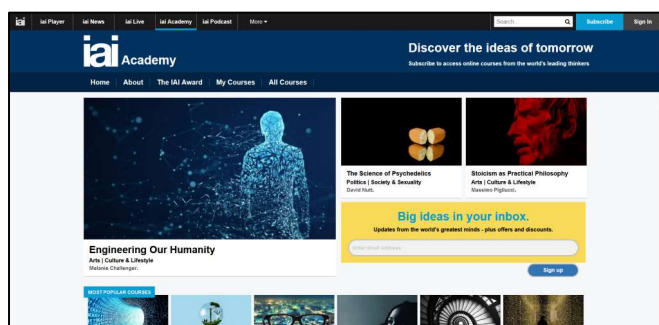 iai
iai Player
iai News
iai Live
iai Academy
iai Podcast
More
Search
Subscribe
Sign In
iai Academy
Discover the ideas of tomorrow
Subscribe to access online courses from the world's leading thinkers
Home
About
The IAI Award
My Courses
All Courses
Engineering Our Humanity
Arts | Culture & Lifestyle
Melanie Challenger.
The Science of Psychedelics
Politics | Society & Sexuality
David Nutt.
Stoicism as Practical Philosophy
Arts | Culture & Lifestyle
Massimo Pigliucci.
Big ideas in your inbox.
Updates from the world's greatest minds - plus offers and discounts.
Enter email address
Sign up
MOST POPULAR COURSES